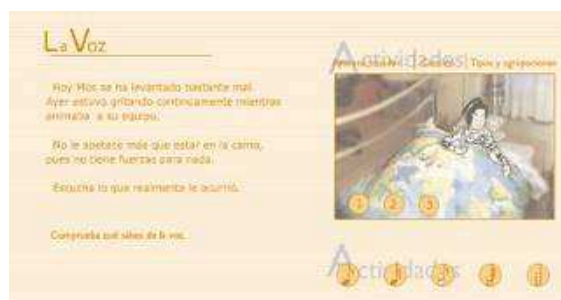 La Voz
Hoy Mos se ha levantado bastante mal.
Ayer estuvo gritando continuamente mientras
animaba a su equipo.
No le apetece más que estar en la cama,
pues no tiene fuerzas para nada.
Escucha lo que realmente le ocurrió.
Comprueba qué sabes de la voz.
Actividades
Tipos y agrupaciones
1 2 3
Actividades